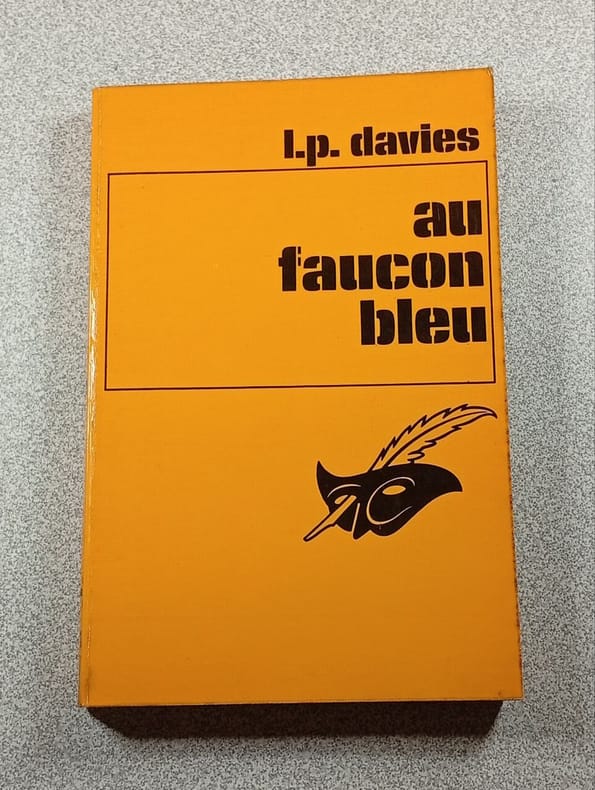 l.p. davies
au
faucon
bleu